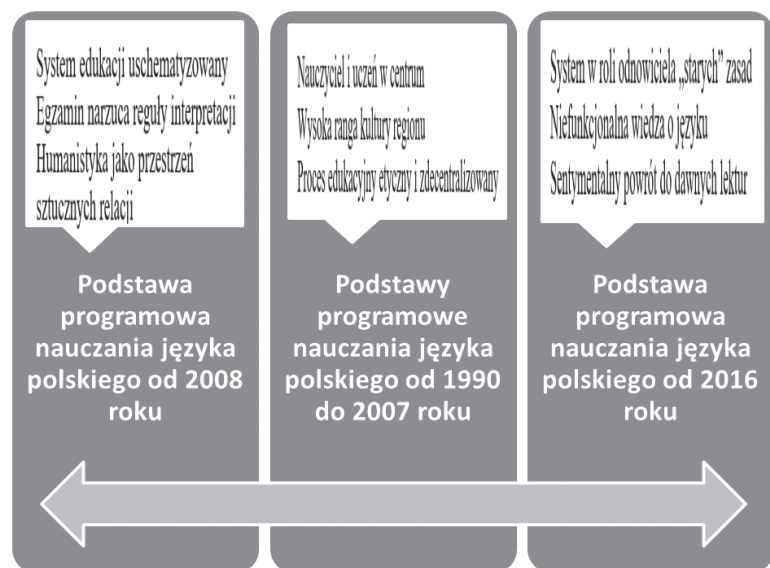 System edukacji uschematyzowany
Egzamin narzuca reguły interpretacji
Humanistyka jako przestrzeń
sztucznych relacji
Podstawa
programowa
nauczania języka
polskiego od 2008
roku
Nauczyciel i uczeń w centrum
Wysoka ranga kultury regionu
Proces edukacyjny etyczny i zdecentralizowany
Podstawy
programowe
nauczania języka
polskiego od 1990
do 2007 roku
System w roli odnowiciela „starych” zasad
Niefunkcjonalna wiedza o języku
Sentymentalny powrót do dawnych lektur
Podstawa
programowa
nauczania języka
polskiego od 2016
roku